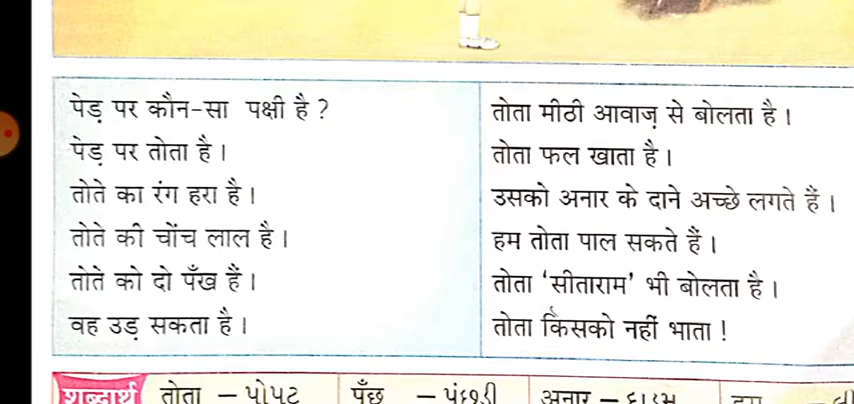 पेड़ पर कौन-सा पक्षी है ?
पेड़ पर तोता है ।
तोते का रंग हरा है ।
तोते की चोंच लाल है ।
तोते को दो पँख हैं ।
वह उड़ सकता है ।
तोता मीठी आवाज़ से बोलता है ।
तोता फल खाता है ।
उसको अनार के दाने अच्छे लगते हैं ।
हम तोता पाल सकते हैं ।
तोता ‘सीताराम’ भी बोलता है ।
तोता किसको नहीं भाता !
शब्दार्थ तोता – પોપટ पँछ – अनार –